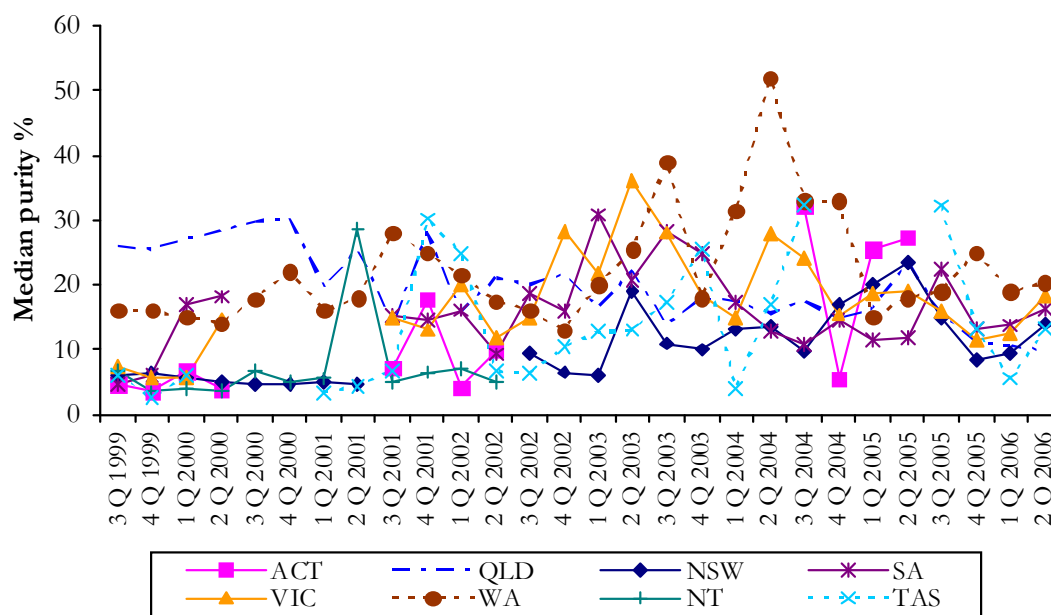 60
50
40
30
20
10
0
Median purity %
3 Q 1999
4 Q 1999
1 Q 2000
2 Q 2000
3 Q 2000
4 Q 2000
1 Q 2001
2 Q 2001
3 Q 2001
4 Q 2001
1 Q 2002
2 Q 2002
3 Q 2002
4 Q 2002
1 Q 2003
2 Q 2003
3 Q 2003
4 Q 2003
1 Q 2004
2 Q 2004
3 Q 2004
4 Q 2004
1 Q 2005
2 Q 2005
3 Q 2005
4 Q 2005
1 Q 2006
2 Q 2006
ACT QLD NSW SA
VIC WA NT TAS